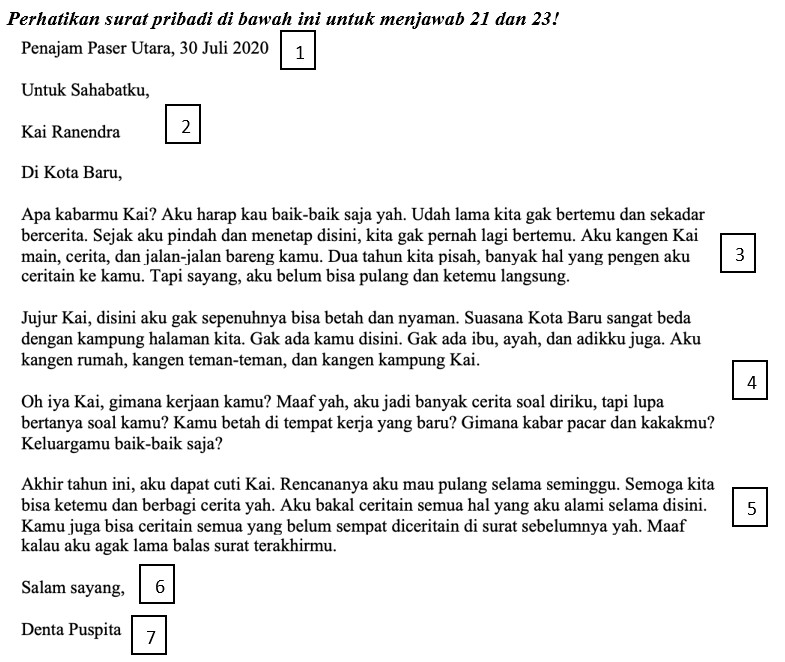 Perhatikan surat pribadi di bawah ini untuk menjawab 21 dan 23!
Penajam Paser Utara, 30 Juli 2020 1
Untuk Sahabatku,
Kai Ranendra 2
Di Kota Baru,
Apa kabarmu Kai? Aku harap kau baik-baik saja yah. Udah lama kita gak bertemu dan sekadar
bercerita. Sejak aku pindah dan menetap disini, kita gak pernah lagi bertemu. Aku kangen Kai
main, cerita, dan jalan-jalan bareng kamu. Dua tahun kita pisah, banyak hal yang pengen aku 3
ceritain ke kamu. Tapi sayang, aku belum bisa pulang dan ketemu langsung.
Jujur Kai, disini aku gak sepenuhnya bisa betah dan nyaman. Suasana Kota Baru sangat beda
dengan kampung halaman kita. Gak ada kamu disini. Gak ada ibu, ayah, dan adikku juga. Aku
kangen rumah, kangen teman-teman, dan kangen kampung Kai.
4
Oh iya Kai, gimana kerjaan kamu? Maaf yah, aku jadi banyak cerita soal diriku, tapi lupa
bertanya soal kamu? Kamu betah di tempat kerja yang baru? Gimana kabar pacar dan kakakmu?
Keluargamu baik-baik saja?
Akhir tahun ini, aku dapat cuti Kai. Rencananya aku mau pulang selama seminggu. Semoga kita
bisa ketemu dan berbagi cerita yah. Aku bakal ceritain semua hal yang aku alami selama disini. 5
Kamu juga bisa ceritain semua yang belum sempat diceritain di surat sebelumnya yah. Maaf
kalau aku agak lama balas surat terakhirmu.
Salam sayang, 6
Denta Puspita 7